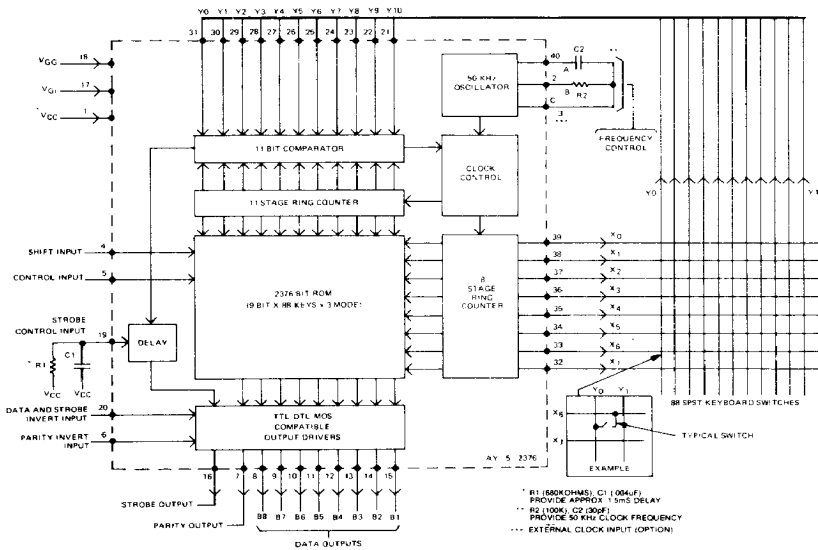 Y0 Y1 Y2 Y3 Y4 Y5 Y6 Y7 Y8 Y9 Y10
31 30 29 28 27 26 25 24 23 22 21
VGG 18
VGI 17
VCC 1
50 KHz
OSCILLATOR
40 C2
A
2
B R2
C
3
**
***
FREQUENCY
CONTROL
11 BIT COMPARATOR
CLOCK
CONTROL
11 STAGE RING COUNTER
Y0
SHIFT INPUT 4
CONTROL INPUT 5
2376 BIT ROM
(9 BIT X 88 KEYS x 3 MODE)
8
STAGE
RING
COUNTER
39 X0
38 X1
37 X2
36 X3
35 X4
34 X5
33 X6
32
STROBE
CONTROL INPUT 19
* R1 C1
VCC VCC
DELAY
DATA AND STROBE
INVERT INPUT 20
PARITY INVERT
INPUT 6
TTL DTL MOS
COMPATIBLE
OUTPUT DRIVERS
AY 5 2376
16 7 8 9 10 11 12 13 14 15
STROBE OUTPUT
PARITY OUTPUT
B8 B7 B6 B5 B4 B3 B2 B1
DATA OUTPUTS
88 SPST KEYBOARD SWITCHES
Y0 Y1
X6
TYPICAL SWITCH
EXAMPLE
* R1 (680KOHMS), C1 (.004uF)
PROVIDE APPROX 1.5mS DELAY
** R2 (100K), C2 (30pF)
PROVIDE 50 KHz CLOCK FREQUENCY
*** EXTERNAL CLOCK INPUT (OPTION)